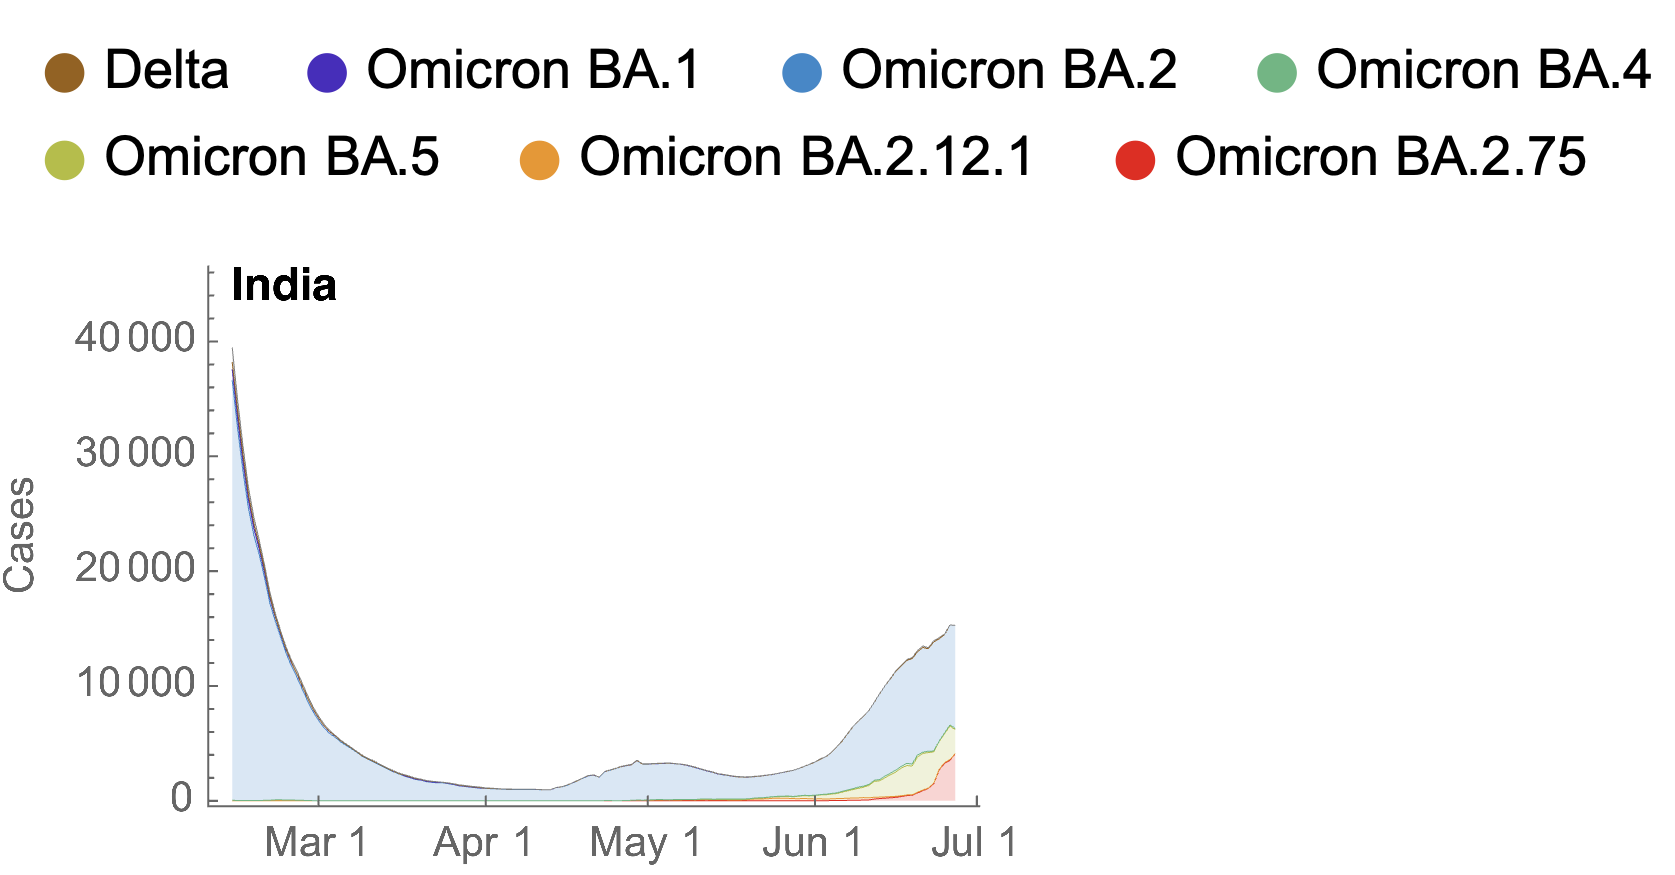 Delta Omicron BA.1 Omicron BA.2 Omicron BA.4
Omicron BA.5 Omicron BA.2.12.1 Omicron BA.2.75
India
40 000
30 000
20 000
10 000
0
Cases
Mar 1 Apr 1 May 1 Jun 1 Jul 1